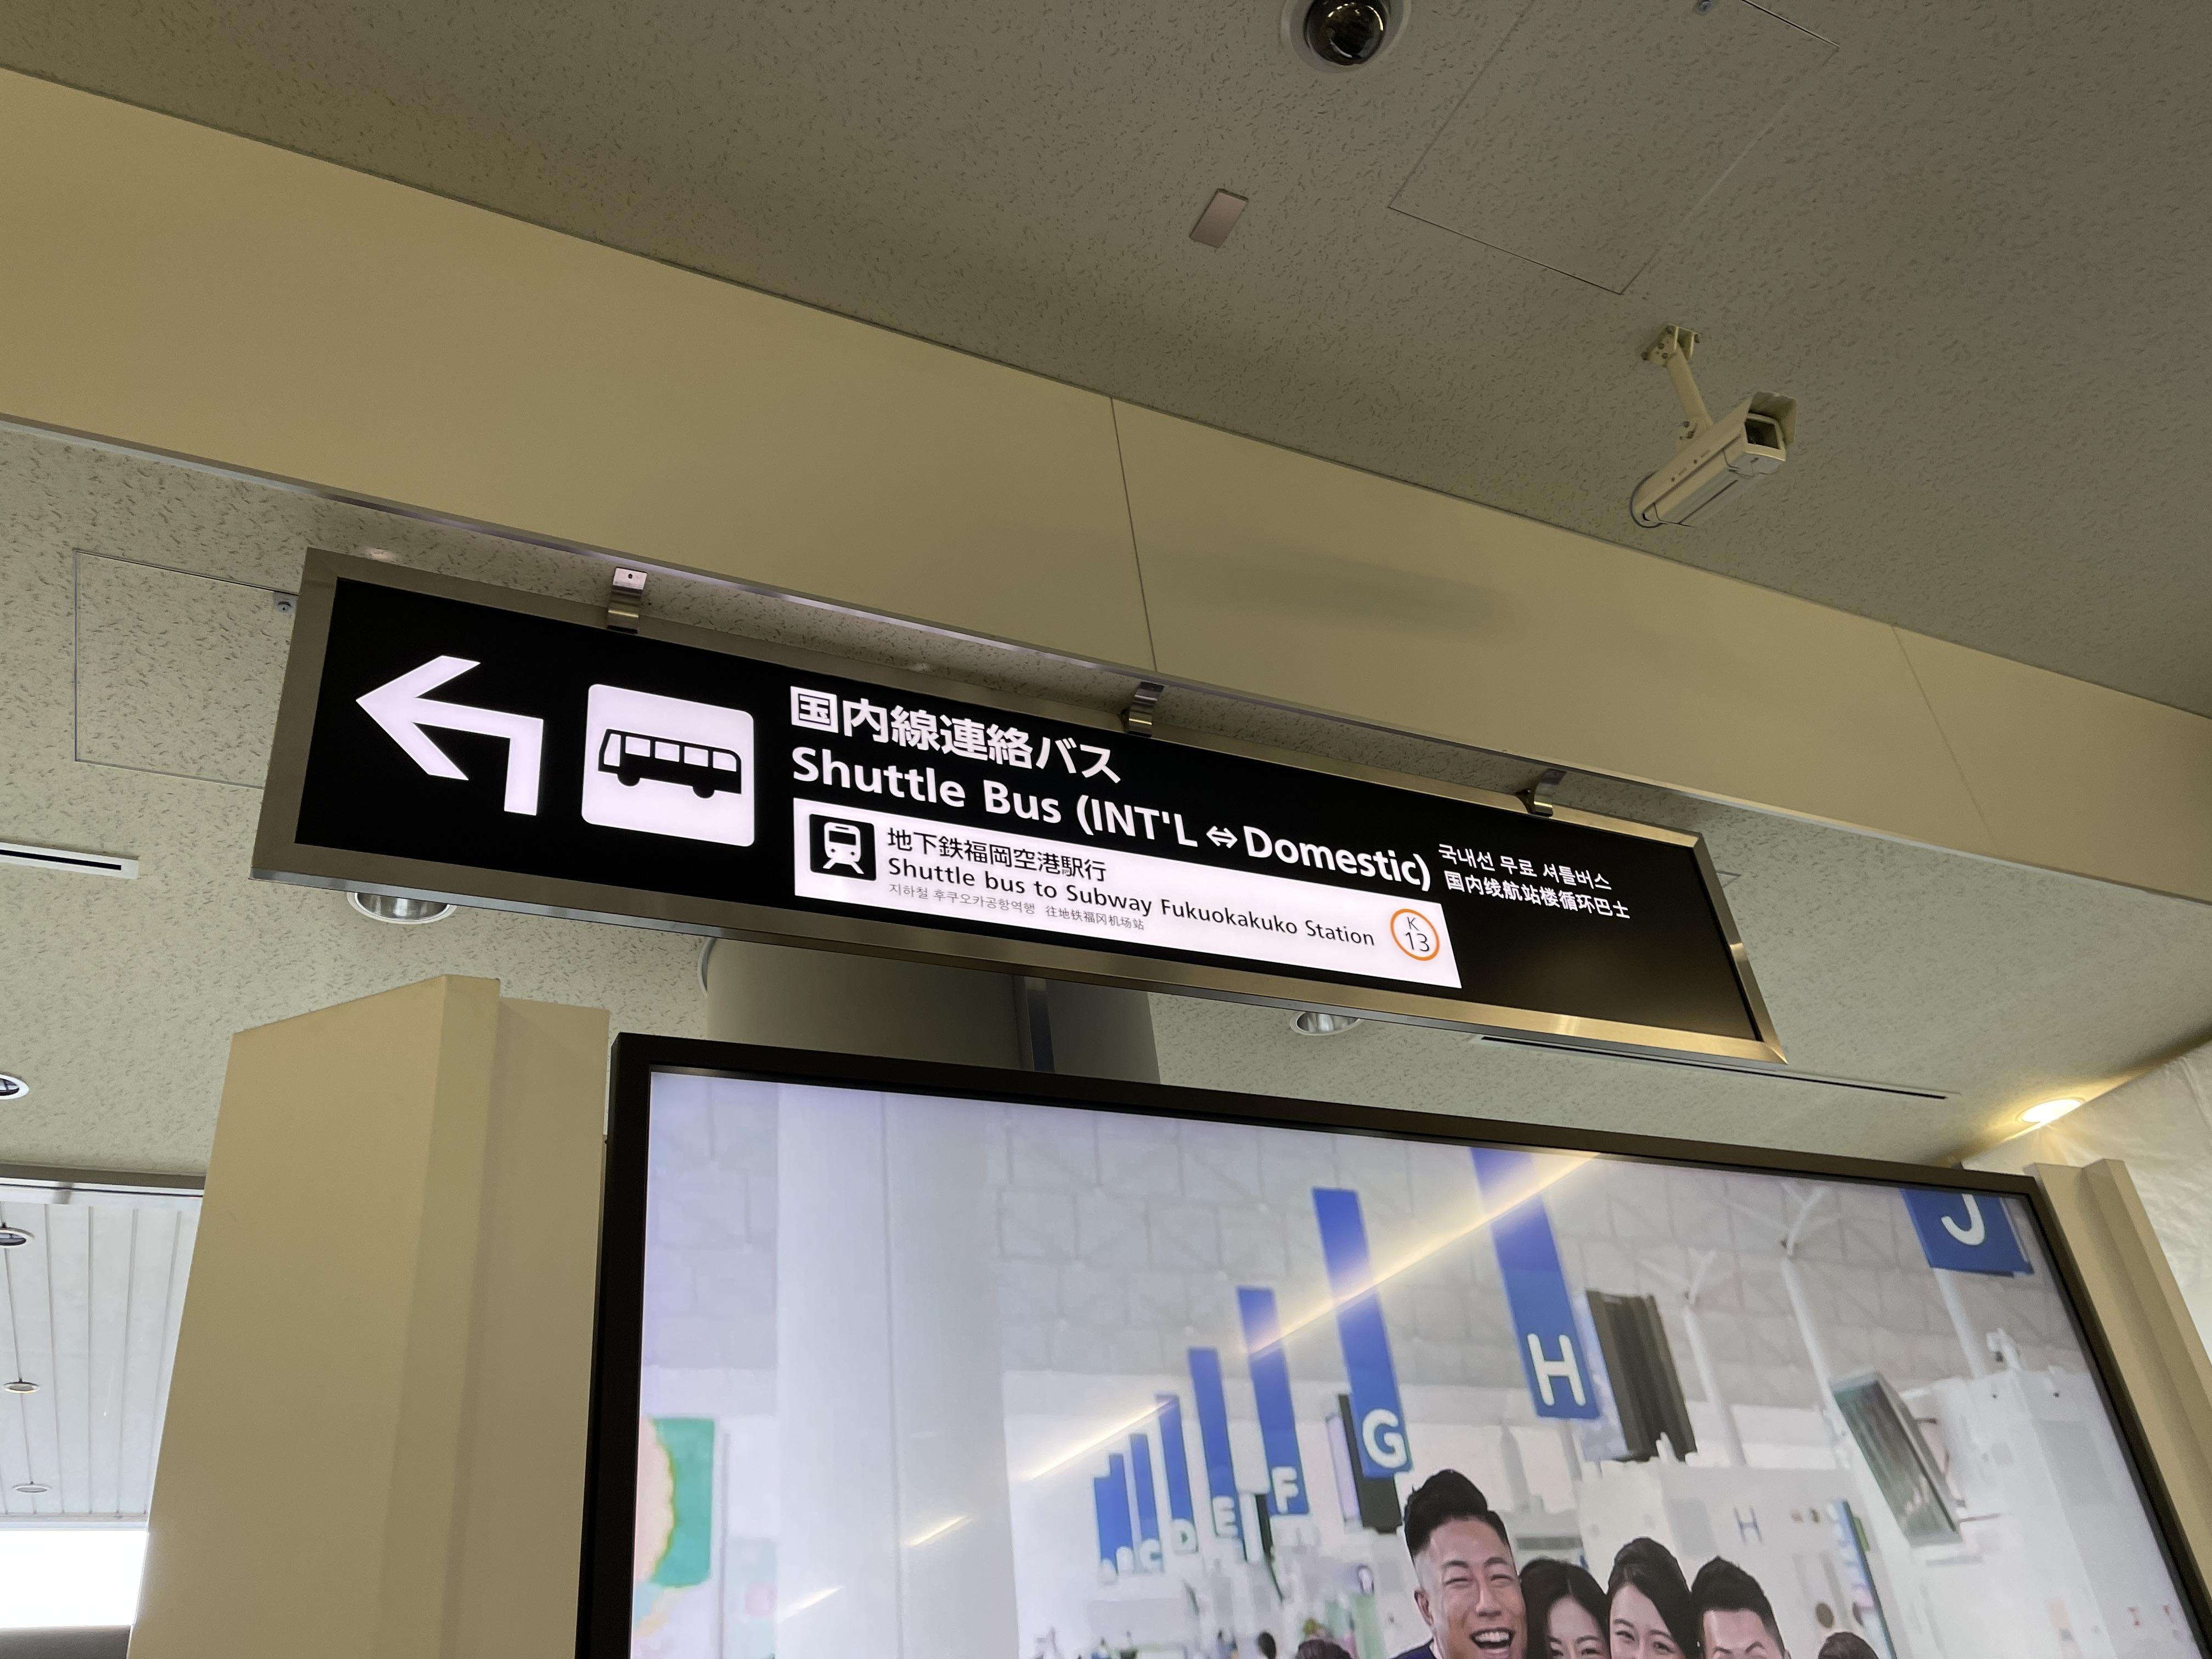 国内線連絡バス
Shuttle Bus (INT'L ⇔ Domestic)
국내선 무료 셔틀버스
国内线航站楼循环巴士
地下鉄福岡空港駅行
Shuttle bus to Subway Fukuokakuko Station
지하철 후쿠오카공항역행 往地铁福冈机场站
K
13
J
H
G
F
E
D
C
B
H